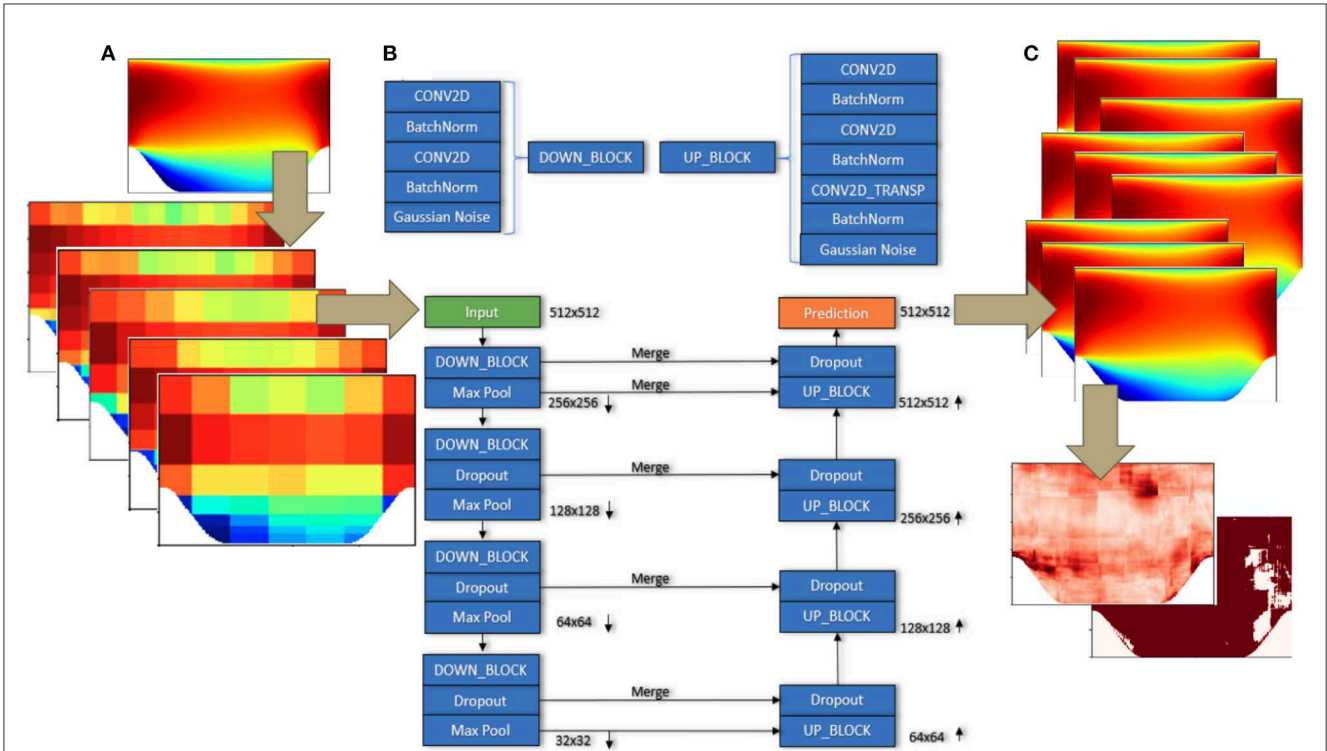 A
B
C
CONV2D
BatchNorm
CONV2D
BatchNorm
Gaussian Noise
DOWN_BLOCK
UP_BLOCK
CONV2D
BatchNorm
CONV2D
BatchNorm
CONV2D_TRANSP
BatchNorm
Gaussian Noise
Input
512x512
DOWN_BLOCK
Max Pool
256x256
DOWN_BLOCK
Dropout
Max Pool
128x128
DOWN_BLOCK
Dropout
Max Pool
64x64
DOWN_BLOCK
Dropout
Max Pool
32x32
Merge
Merge
Merge
Merge
Merge
Prediction
512x512
Dropout
UP_BLOCK
512x512
Dropout
UP_BLOCK
256x256
Dropout
UP_BLOCK
128x128
Dropout
UP_BLOCK
64x64